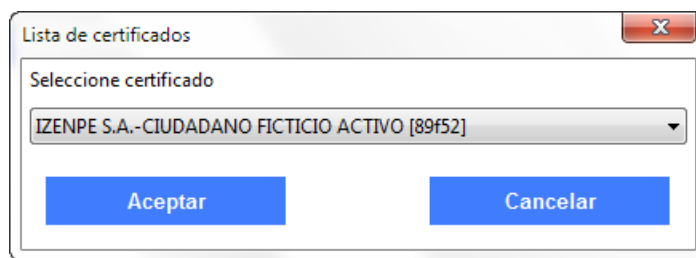 Lista de certificados
Seleccione certificado
IZENPE S.A.-CIUDADANO FICTICIO ACTIVO [89f52]
Aceptar
Cancelar